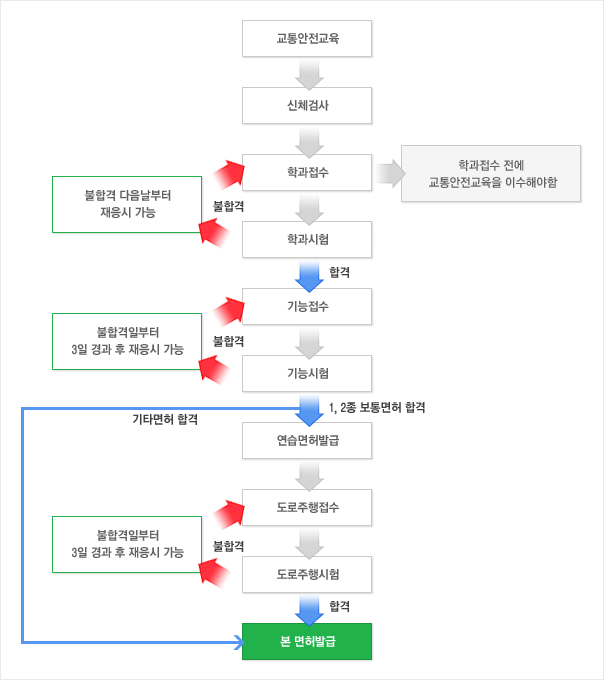 교통안전교육
신체검사
학과접수
학과접수 전에
교통안전교육을 이수해야함
불합격 다음날부터
재응시 가능
불합격
학과시험
합격
기능접수
불합격일부터
3일 경과 후 재응시 가능
불합격
기능시험
1, 2종 보통면허 합격
기타면허 합격
연습면허발급
도로주행접수
불합격일부터
3일 경과 후 재응시 가능
불합격
도로주행시험
합격
본 면허발급